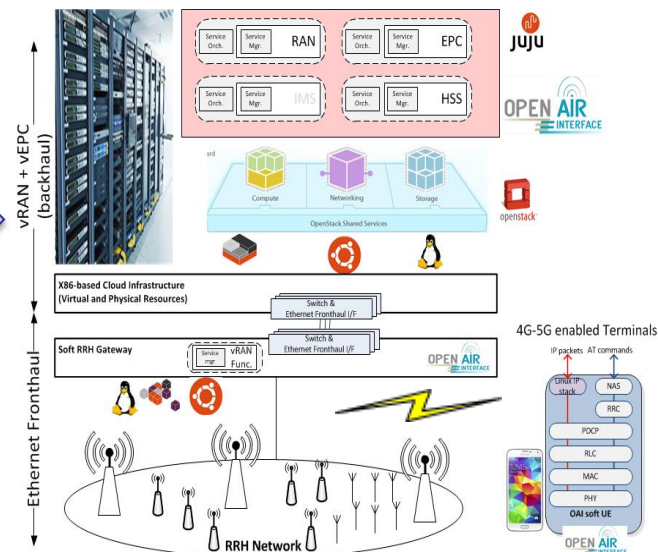 vRAN + vEPC
(backhaul)
Ethernet Fronthaul
Service
Orch.
Service
Mgr.
RAN
Service
Orch.
Service
Mgr.
EPC
Service
Orch.
Service
Mgr.
IMS
Service
Orch.
Service
Mgr.
HSS
juju
OPEN AIR
INTERFACE
Compute
Networking
Storage
OpenStack Shared Services
openstack
X86-based Cloud Infrastructure
(Virtual and Physical Resources)
Switch &
Ethernet Fronthaul I/F
Switch &
Ethernet Fronthaul I/F
Soft RRH Gateway
Service
mgr
vRAN
Func.
OPEN AIR
INTERFACE
RRH Network
4G-5G enabled Terminals
IP packets
AT commands
Linux IP
stack
NAS
RRC
PDCP
RLC
MAC
PHY
OAI soft UE
OPEN AIR
INTERFACE